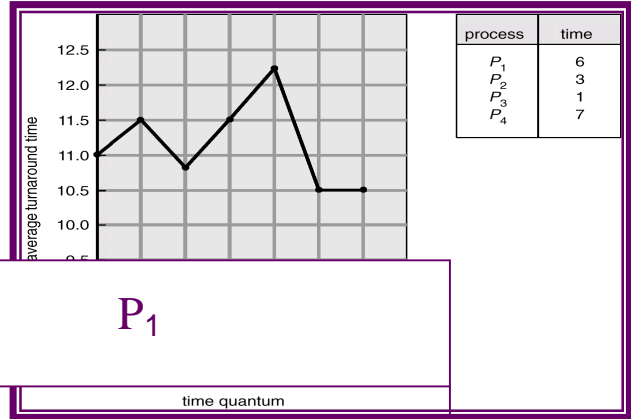 12.5
12.0
11.5
11.0
10.5
10.0
average turnaround time
process time
P1 6
P2 3
P3 1
P4 7
P1
time quantum